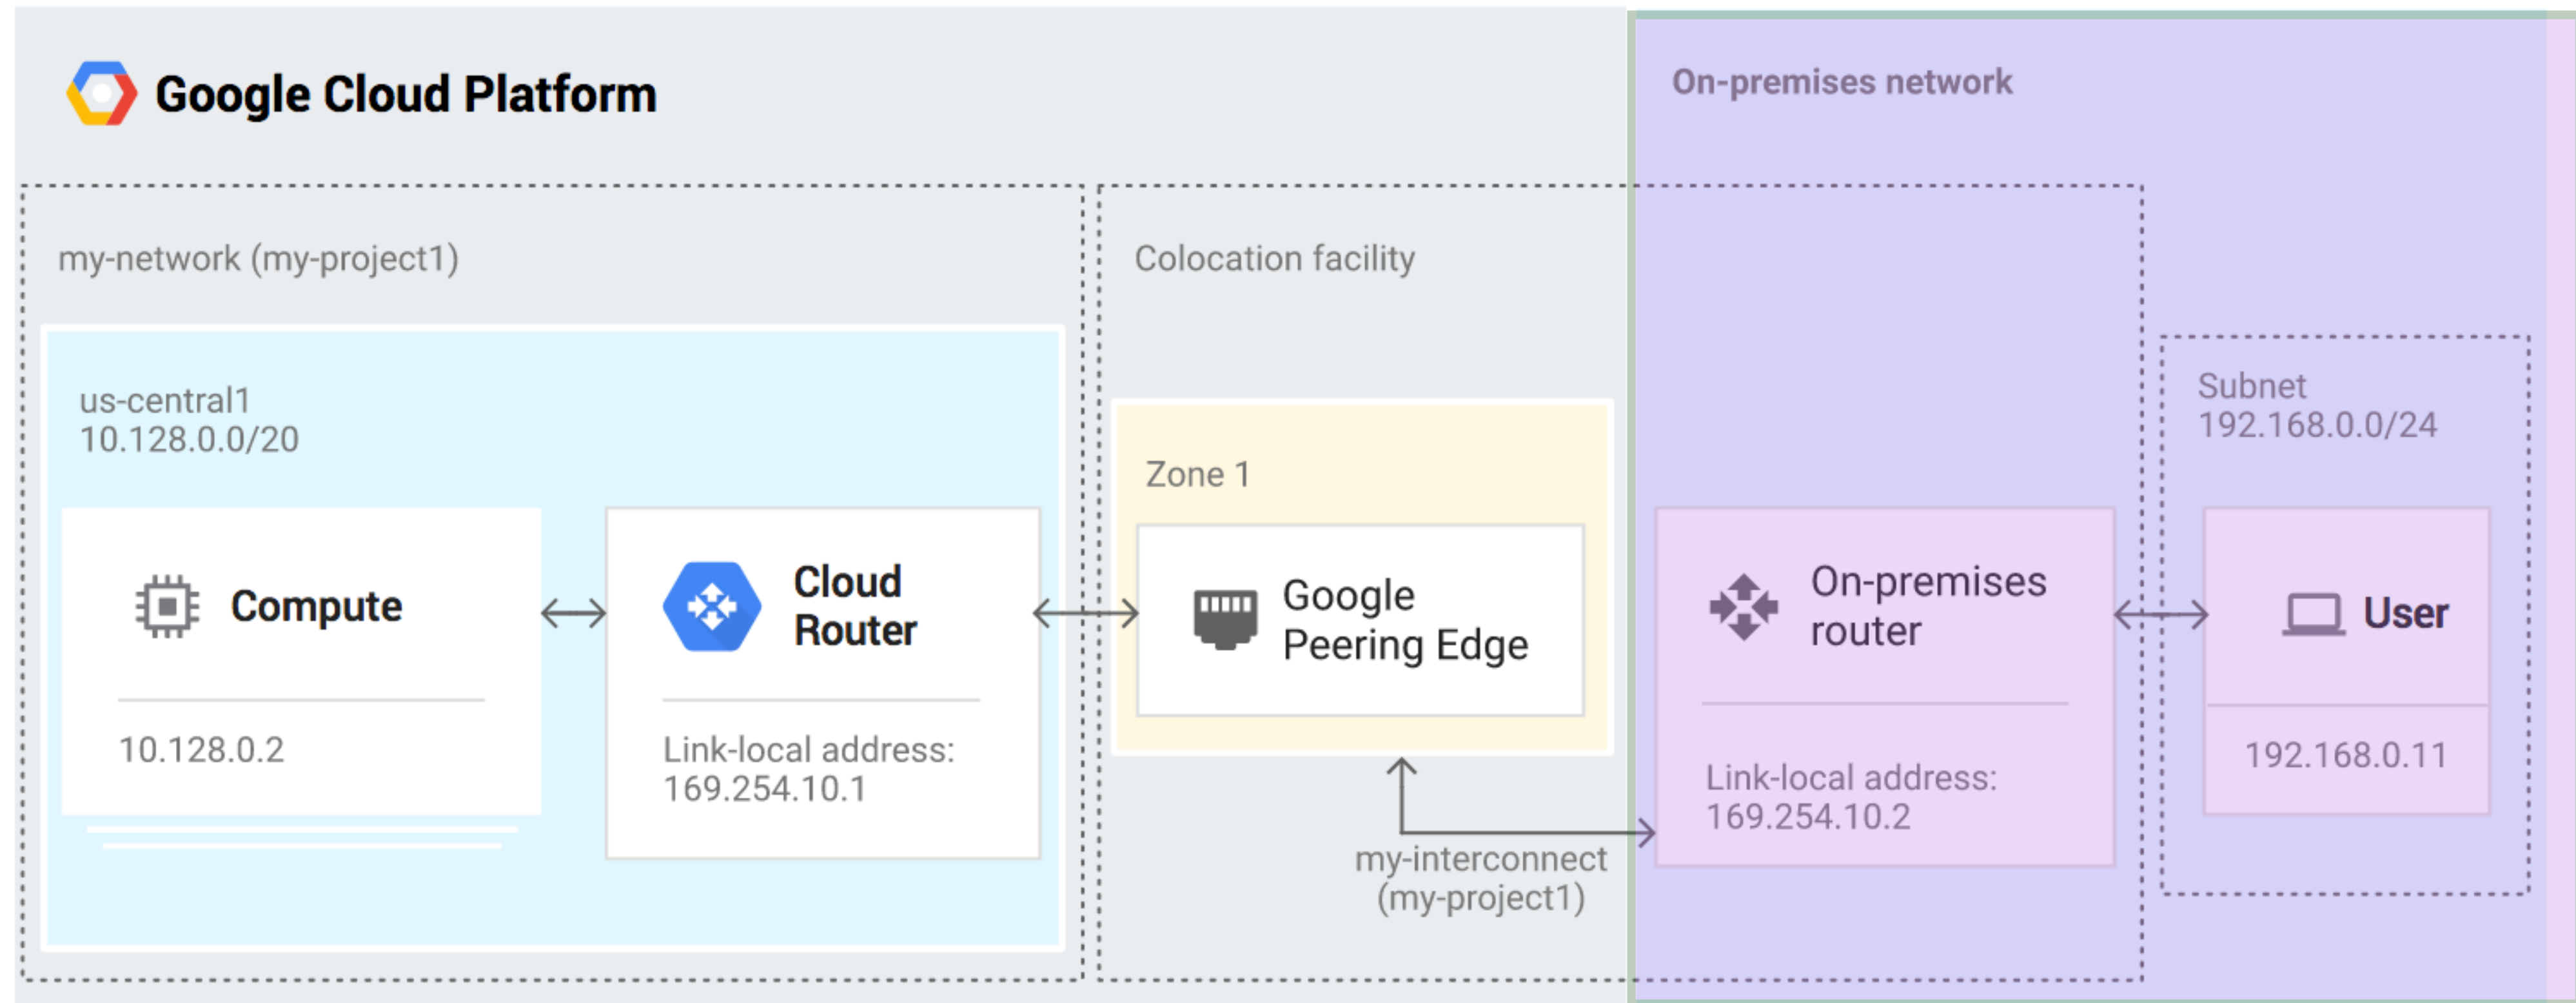 Google Cloud Platform
On-premises network
my-network (my-project1)
Colocation facility
us-central1
10.128.0.0/20
Subnet
192.168.0.0/24
Zone 1
Compute
10.128.0.2
Cloud
Router
Link-local address:
169.254.10.1
Google
Peering Edge
On-premises
router
Link-local address:
169.254.10.2
User
192.168.0.11
my-interconnect
(my-project1)